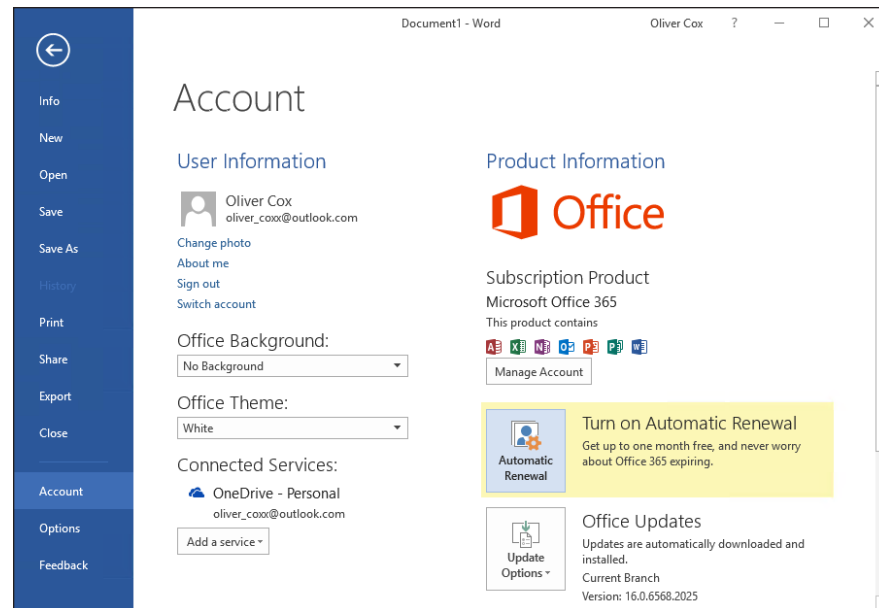 Document1 - Word
Oliver Cox
?
Info
New
Open
Save
Save As
History
Print
Share
Export
Close
Account
Options
Feedback
Account
User Information
Oliver Cox
oliver_coxx@outlook.com
Change photo
About me
Sign out
Switch account
Office Background:
No Background
Office Theme:
White
Connected Services:
OneDrive - Personal
oliver_coxx@outlook.com
Add a service
Product Information
Office
Subscription Product
Microsoft Office 365
This product contains
Manage Account
Automatic
Renewal
Turn on Automatic Renewal
Get up to one month free, and never worry
about Office 365 expiring.
Update
Options
Office Updates
Updates are automatically downloaded and
installed.
Current Branch
Version: 16.0.6568.2025